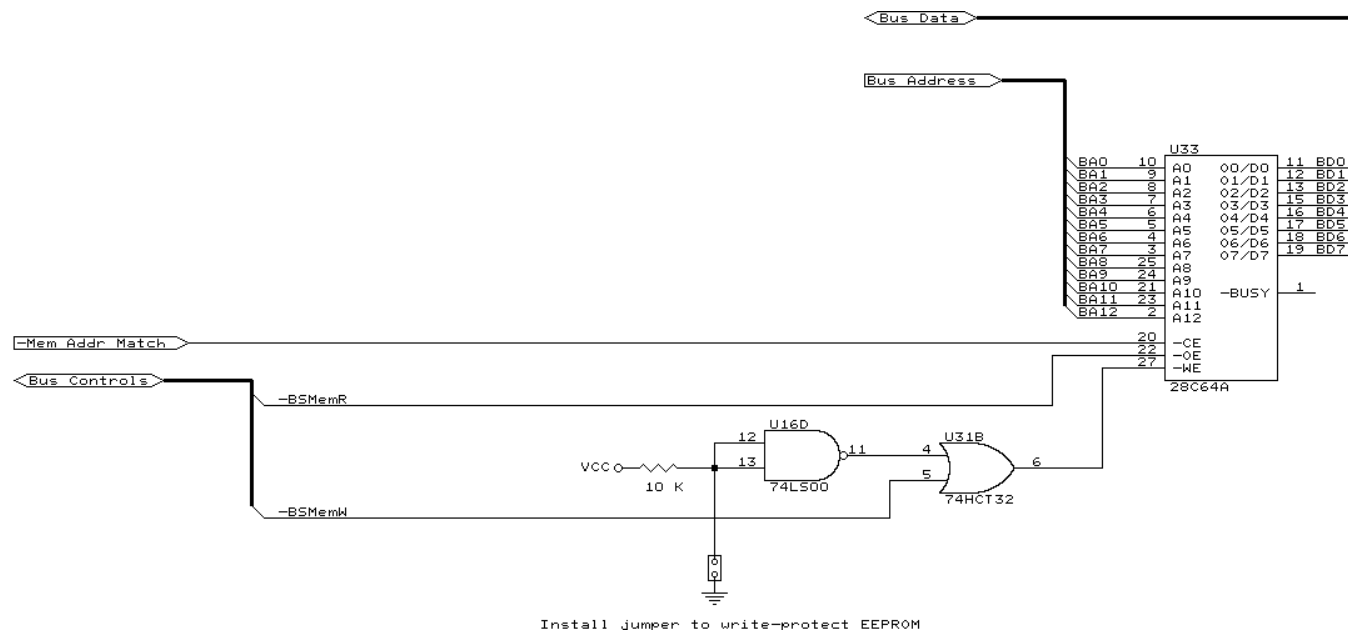 Bus Data
Bus Address
U33
BA0 10 A0 O0/D0 11 BD0
BA1 9 A1 O1/D1 12 BD1
BA2 8 A2 O2/D2 13 BD2
BA3 7 A3 O3/D3 15 BD3
BA4 6 A4 O4/D4 16 BD4
BA5 5 A5 O5/D5 17 BD5
BA6 4 A6 O6/D6 18 BD6
BA7 3 A7 O7/D7 19 BD7
BA8 25 A8
BA9 24 A9
BA10 21 A10 -BUSY 1
BA11 23 A11
BA12 2 A12
-Mem Addr Match 20 -CE
22 -OE
27 -WE
Bus Controls
28C64A
-BSMemR
U16D
U31B
12
11
4
6
VCC
13
5
10 K
74LS00
74HCT32
-BSMemW
Install jumper to write-protect EEPROM